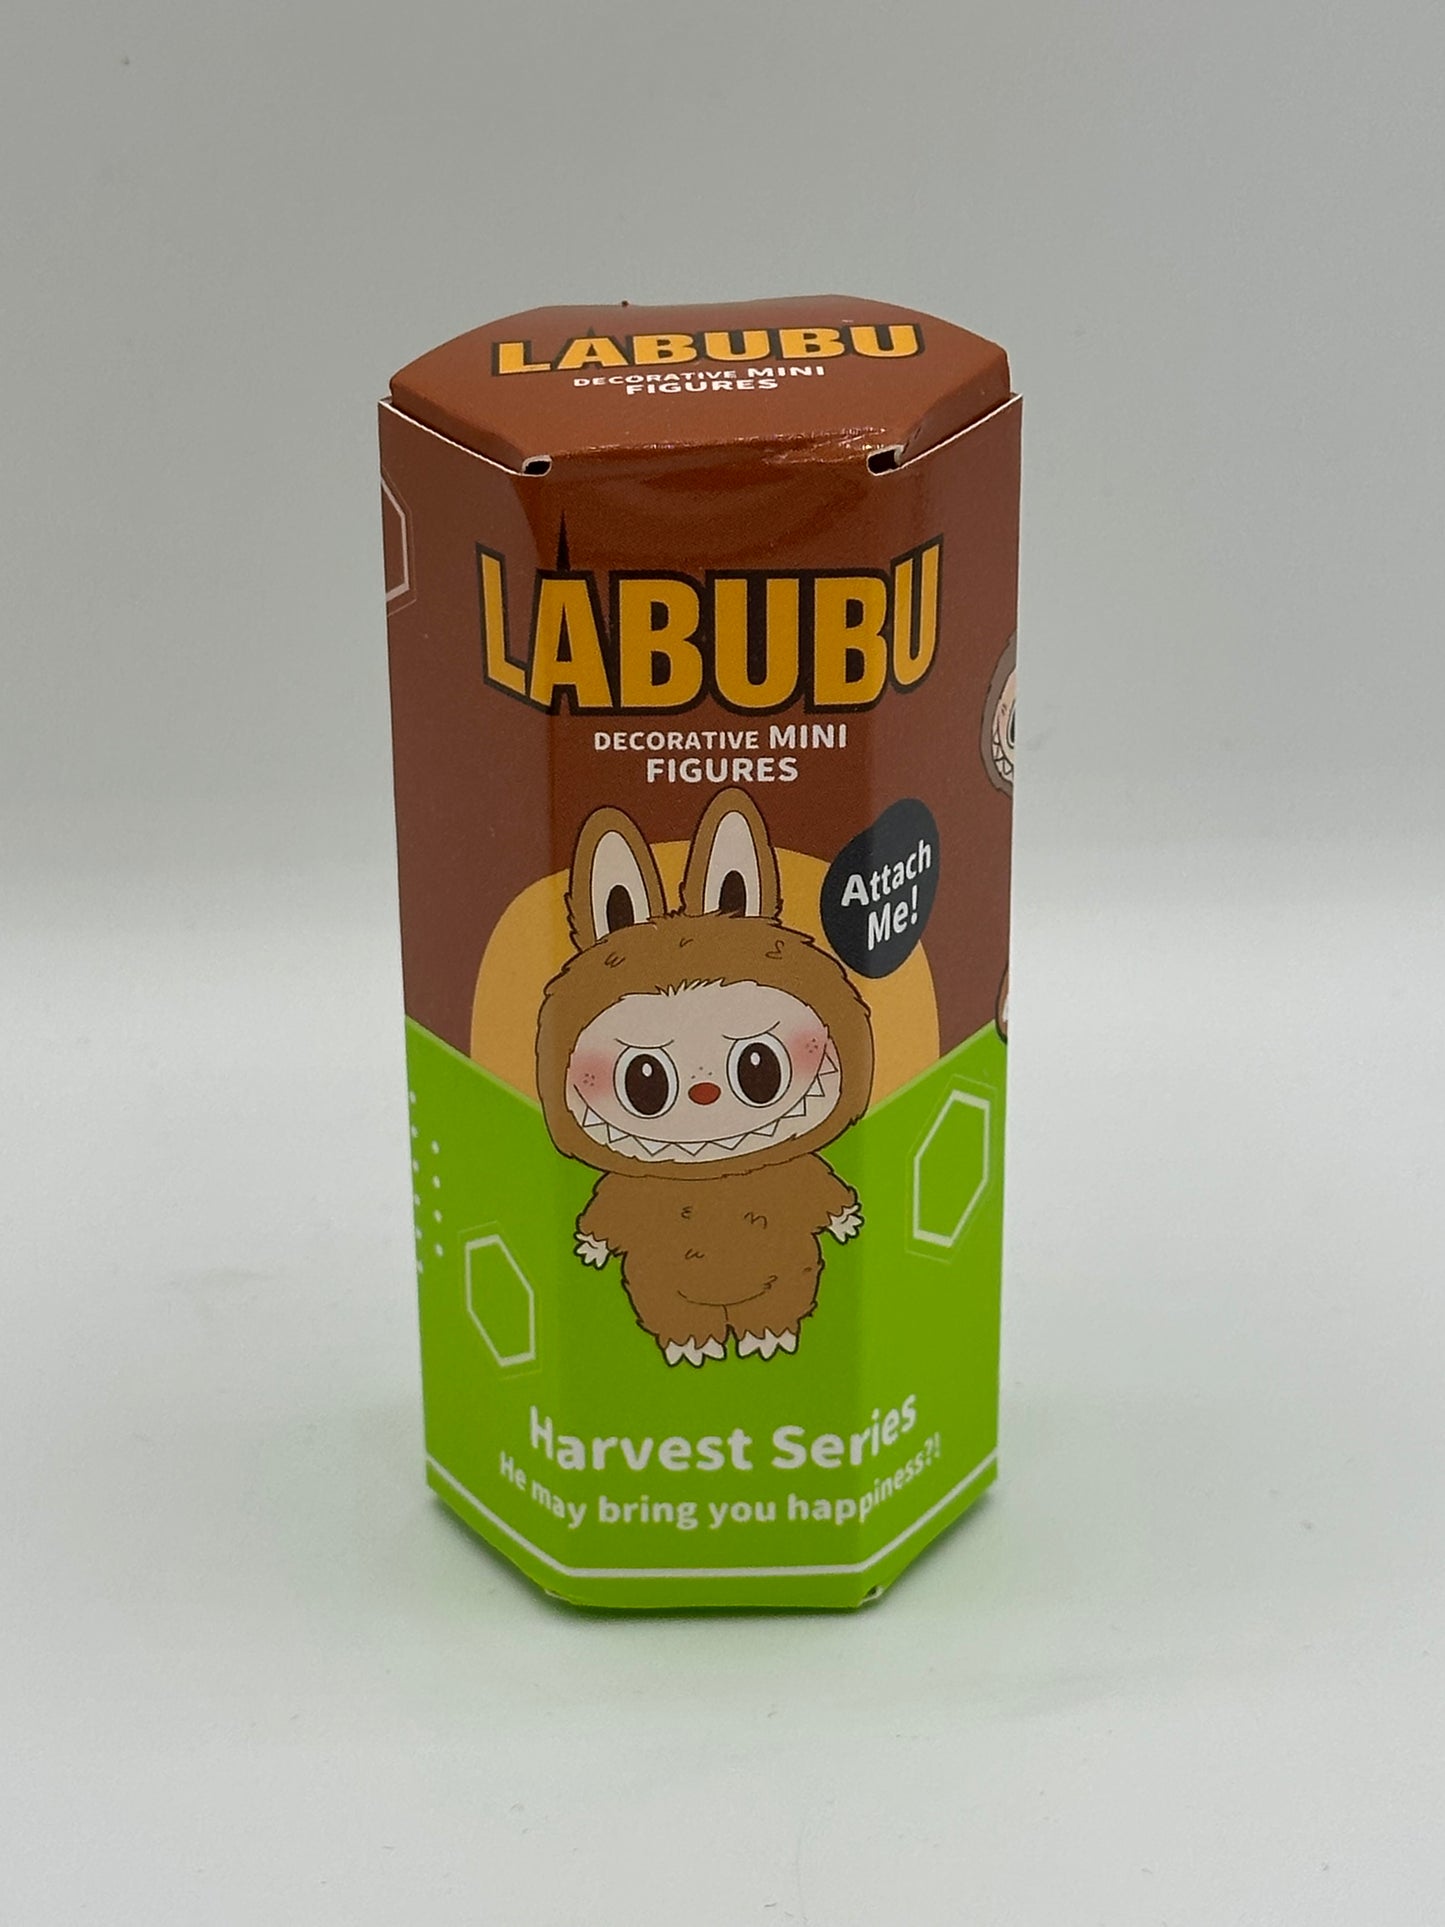 LABUBU
DECORATIVE MINI
FIGURES
LABUBU
DECORATIVE MINI
FIGURES
Attach
Me!
Harvest Series
He may bring you happiness?!